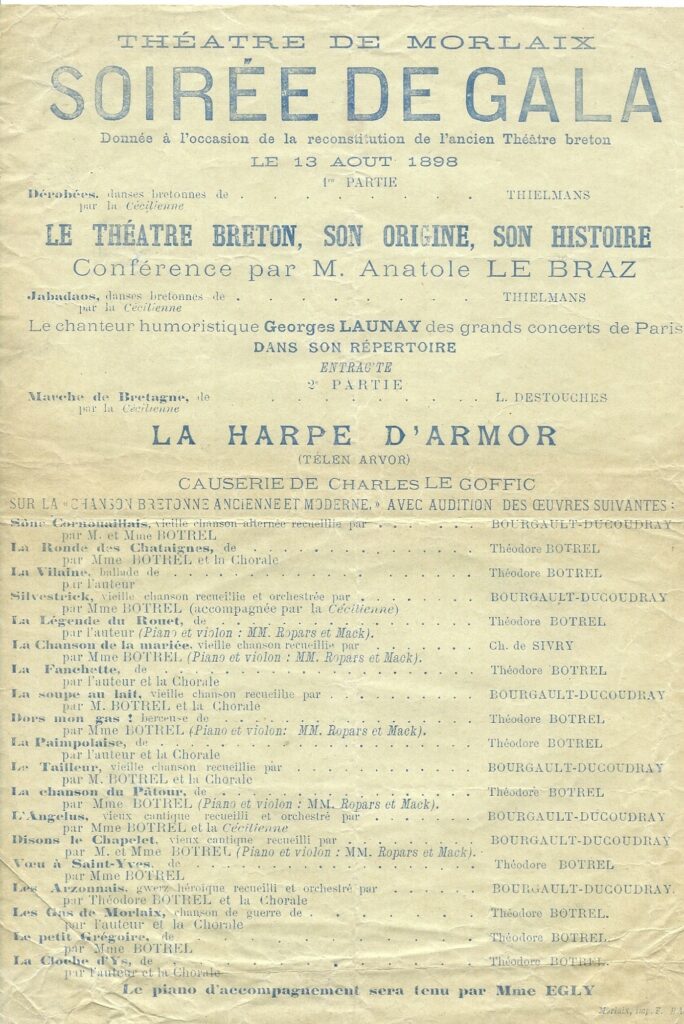 THÉATRE DE MORLAIX
SOIRÉE DE GALA
Donnée à l'occasion de la reconstitution de l'ancien Théâtre breton
LE 13 AOUT 1898
1re PARTIE
Dérobées, danses bretonnes de . . . . . . . THIELMANS
par la Cécilienne
LE THÉATRE BRETON, SON ORIGINE, SON HISTOIRE
Conférence par M. Anatole LE BRAZ
Jabadaos, danses bretonnes de . . . . . . . THIELMANS
par la Cécilienne
Le chanteur humoristique Georges LAUNAY des grands concerts de Paris
DANS SON RÉPERTOIRE
ENTRACTE
2e PARTIE
Marche de Bretagne, de . . . . . . . L. DESTOUCHES
par la Cécilienne
LA HARPE D'ARMOR
(TÉLEN ARVOR)
CAUSERIE DE CHARLES LE GOFFIC
SUR LA « CHANSON BRETONNE ANCIENNE ET MODERNE, » AVEC AUDITION DES ŒUVRES SUIVANTES :
Sône Cornouaillais, vieille chanson alternée recueillie par . . . . . BOURGAULT-DUCOUDRAY
par M. et Mme BOTREL
La Ronde des Chataignes, de . . . . . . . Théodore BOTREL
par Mme BOTREL et la Chorale
La Vilaine, ballade de . . . . . . . Théodore BOTREL
par l'auteur
Silvestrick, vieille chanson recueillie et orchestrée par . . . . . BOURGAULT-DUCOUDRAY
par Mme BOTREL (accompagnée par la Cécilienne)
La Légende du Rouet, de . . . . . . . Théodore BOTREL
par l'auteur (Piano et violon : MM. Ropars et Mack).
La Chanson de la mariée, vieille chanson recueillie par . . . . . Ch. de SIVRY
par Mme BOTREL (Piano et violon : MM. Ropars et Mack).
La Fanchette, de . . . . . . . Théodore BOTREL
par l'auteur et la Chorale
La soupe au lait, vieille chanson recueillie par . . . . . BOURGAULT-DUCOUDRAY
par M. BOTREL et la Chorale
Dors mon gas ! berceuse de . . . . . . . Théodore BOTREL
par Mme BOTREL (Piano et violon: MM. Ropars et Mack).
La Paimpolaise, de . . . . . . . Théodore BOTREL
par l'auteur et la Chorale
Le Tailleur, vieille chanson recueillie par . . . . . BOURGAULT-DUCOUDRAY
par M. BOTREL et la Chorale
La chanson du Pâtour, de . . . . . . . Théodore BOTREL
par Mme BOTREL (Piano et violon : MM. Ropars et Mack).
L'Angelus, vieux cantique recueilli et orchestré par . . . . . BOURGAULT-DUCOUDRAY
par Mme BOTREL et la Cécilienne
Disons le Chapelet, vieux cantique recueilli par . . . . . BOURGAULT-DUCOUDRAY
par M. et Mme BOTREL (Piano et violon : MM. Ropars et Mack).
Vœu à Saint-Yves, de . . . . . . . Théodore BOTREL
par Mme BOTREL
Les Arzonnais, gwerz héroïque recueilli et orchestré par . . . . . BOURGAULT-DUCOUDRAY.
par Théodore BOTREL et la Chorale
Les Gas de Morlaix, chanson de guerre de . . . . . . . Théodore BOTREL.
par l'auteur et la Chorale
Le petit Grégoire, de . . . . . . . Théodore BOTREL.
par Mme BOTREL
La Cloche d'Ys, de . . . . . . . Théodore BOTREL.
par l'auteur et la Chorale
Le piano d'accompagnement sera tenu par Mme EGLY
Morlaix, imp. P.